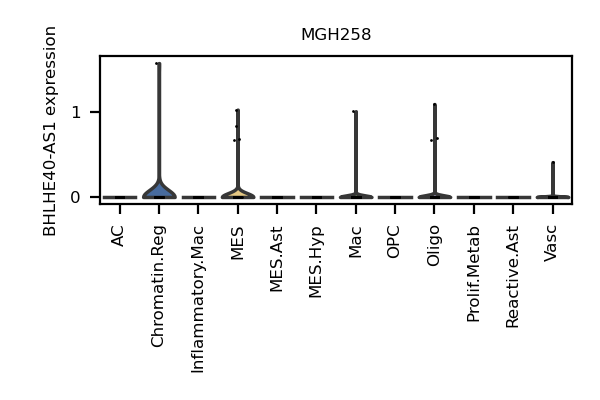 MGH258
BHLHE40-AS1 expression
1
0
AC
Chromatin.Reg
Inflammatory.Mac
MES
MES.Ast
MES.Hyp
Mac
OPC
Oligo
Prolif.Metab
Reactive.Ast
Vasc